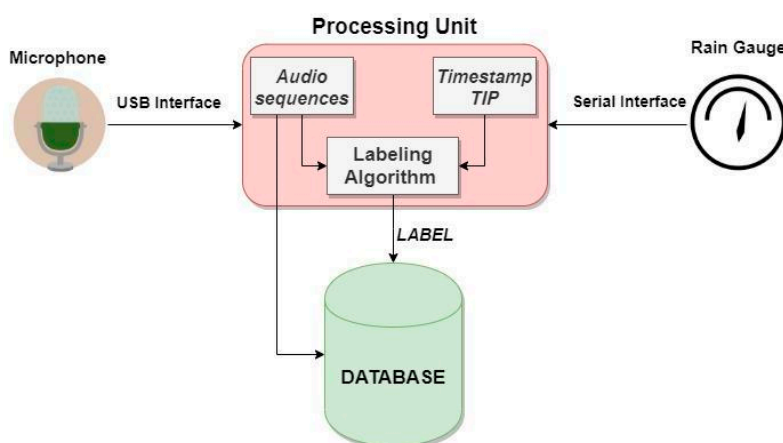 Processing Unit
Microphone
Rain Gauge
USB Interface
Audio
sequences
Timestamp
TIP
Serial Interface
Labeling
Algorithm
LABEL
DATABASE